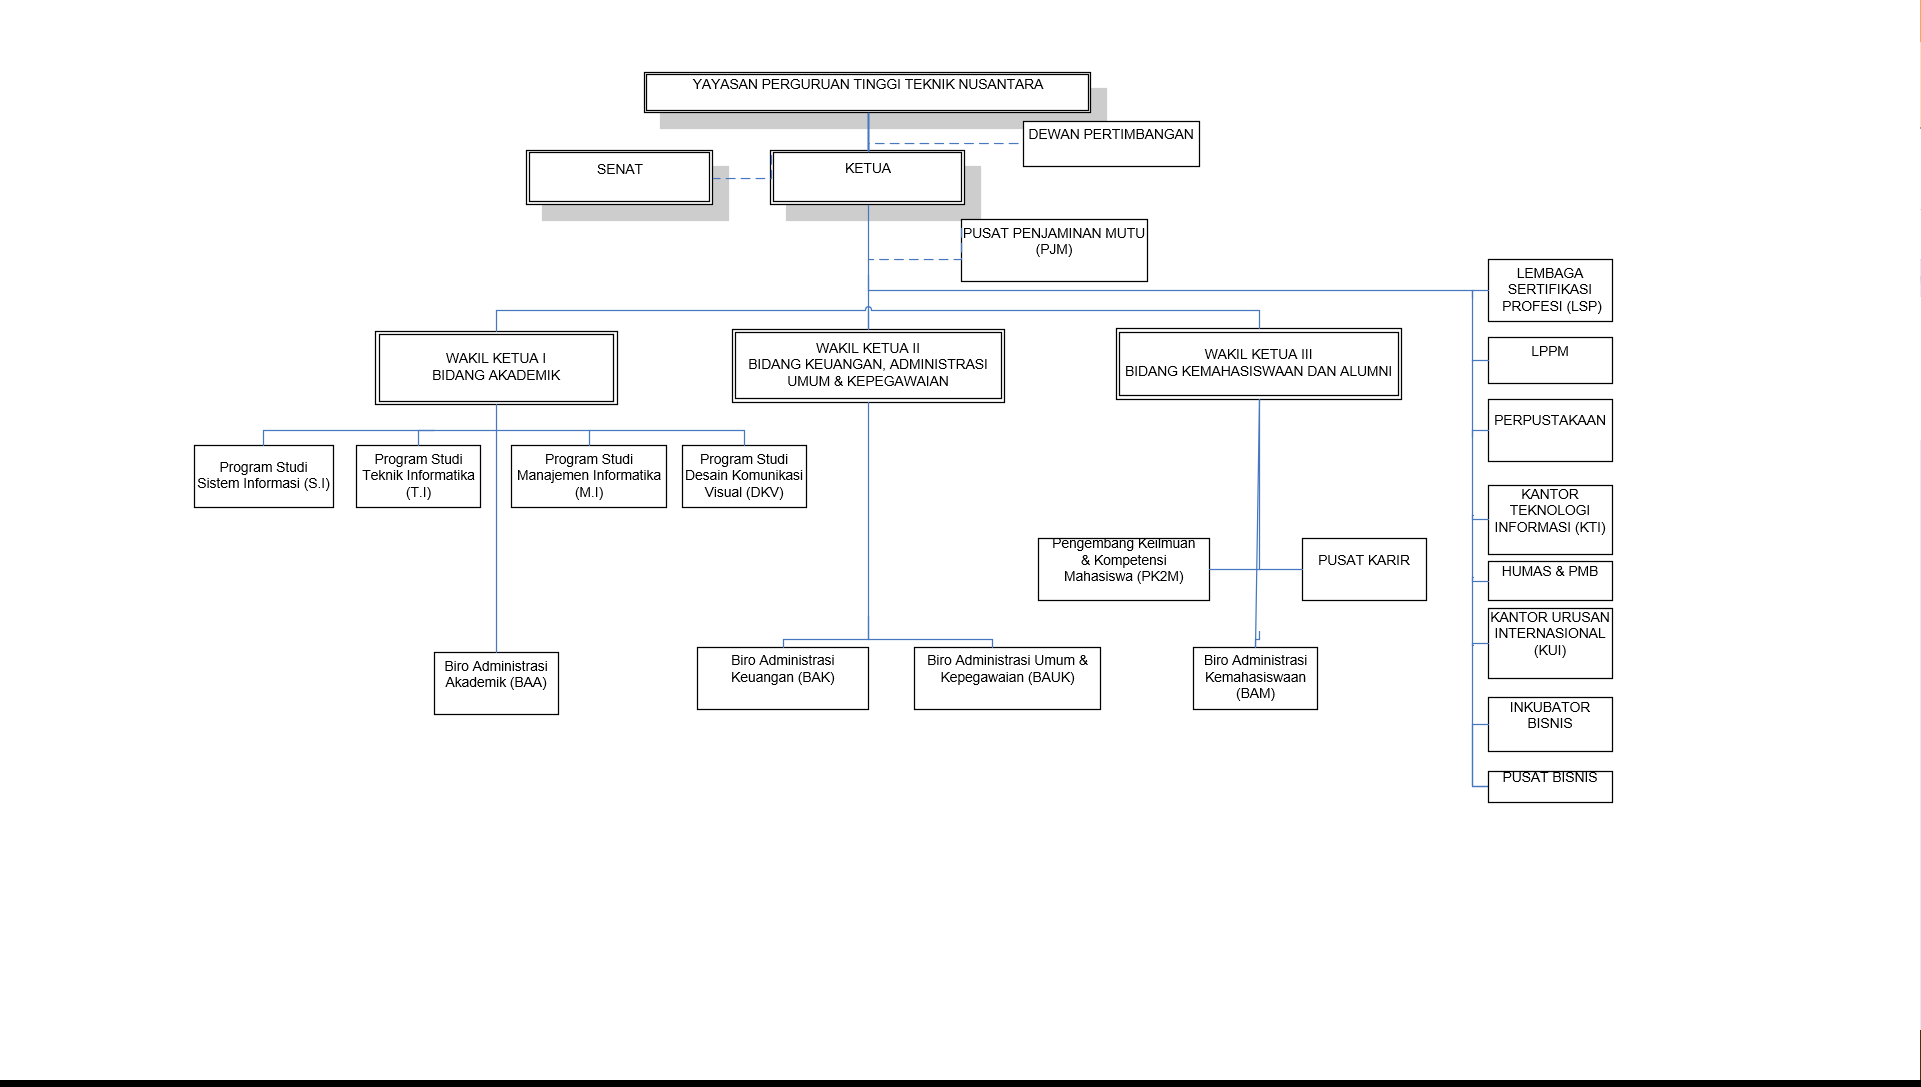 YAYASAN PERGURUAN TINGGI TEKNIK NUSANTARA
DEWAN PERTIMBANGAN
SENAT
KETUA
PUSAT PENJAMINAN MUTU
(PJM)
LEMBAGA
SERTIFIKASI
PROFESI (LSP)
LPPM
PERPUSTAKAAN
KANTOR
TEKNOLOGI
INFORMASI (KTI)
HUMAS & PMB
KANTOR URUSAN
INTERNASIONAL
(KUI)
INKUBATOR
BISNIS
PUSAT BISNIS
WAKIL KETUA I
BIDANG AKADEMIK
WAKIL KETUA II
BIDANG KEUANGAN, ADMINISTRASI
UMUM & KEPEGAWAIAN
WAKIL KETUA III
BIDANG KEMAHASISWAAN DAN ALUMNI
Program Studi
Sistem Informasi (S.I)
Program Studi
Teknik Informatika
(T.I)
Program Studi
Manajemen Informatika
(M.I)
Program Studi
Desain Komunikasi
Visual (DKV)
Pengembang Keilmuan
& Kompetensi
Mahasiswa (PK2M)
PUSAT KARIR
Biro Administrasi
Akademik (BAA)
Biro Administrasi
Keuangan (BAK)
Biro Administrasi Umum &
Kepegawaian (BAUK)
Biro Administrasi
Kemahasiswaan
(BAM)